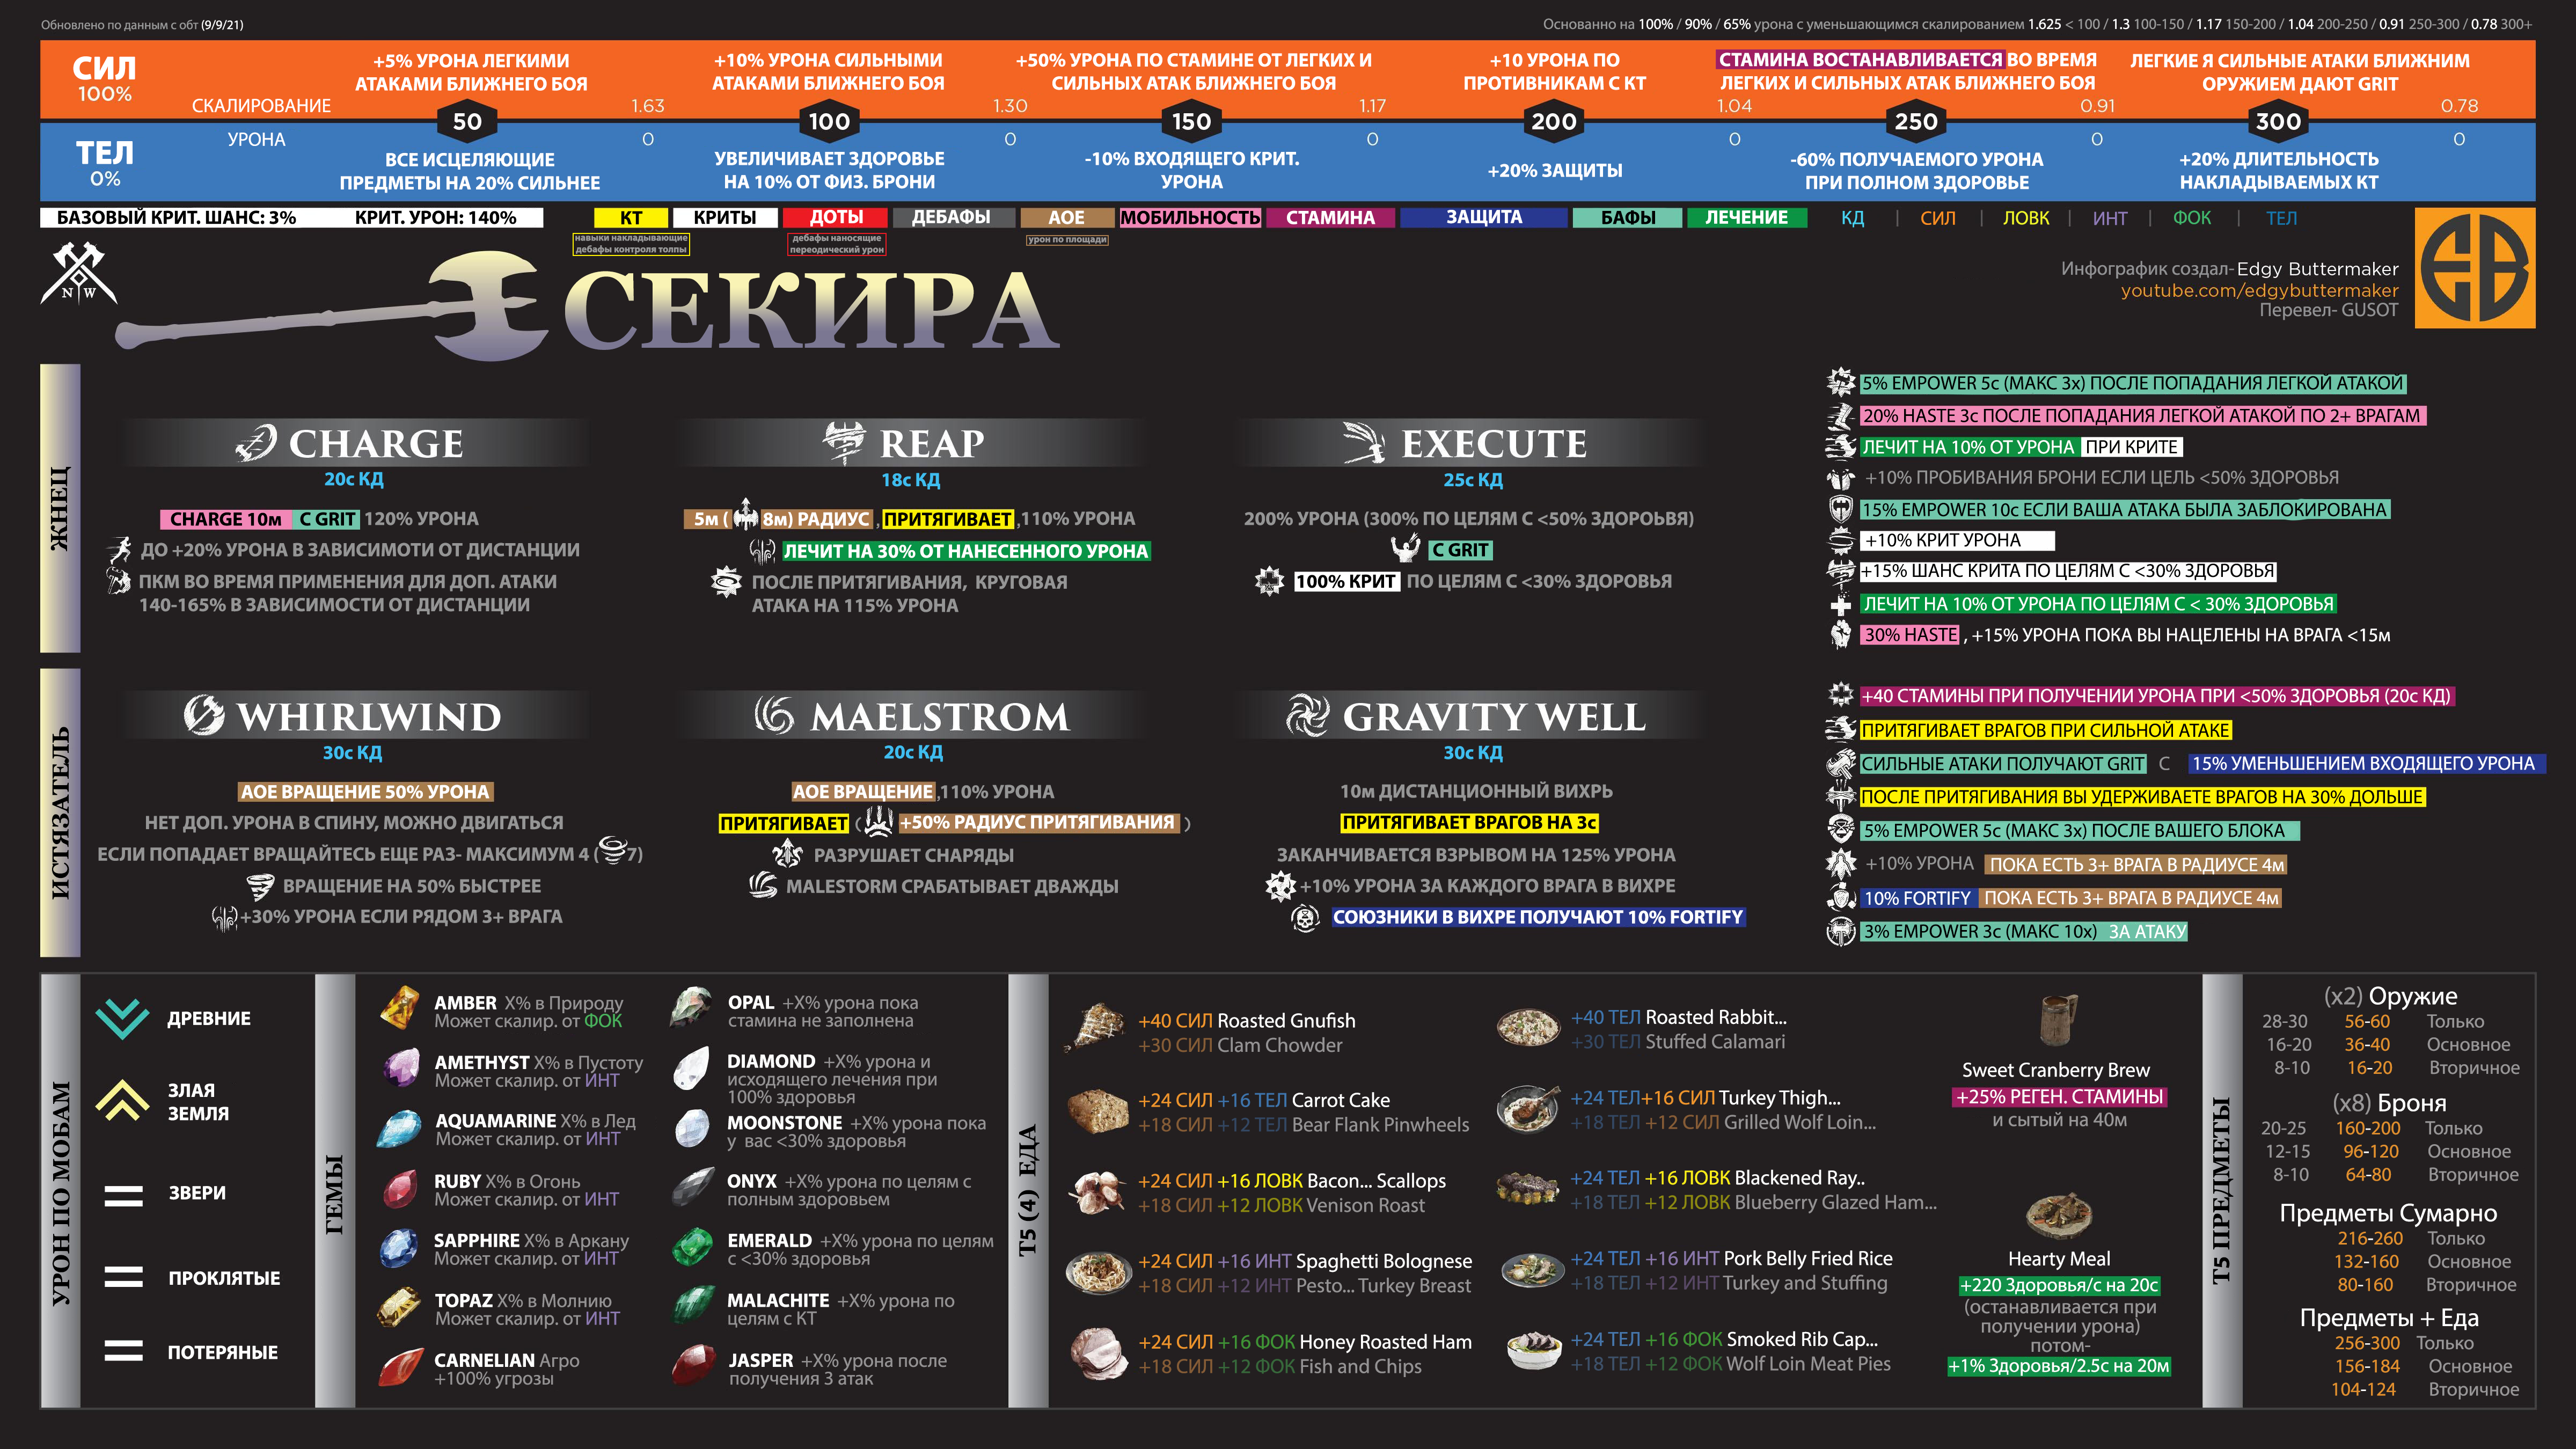 Обновлено по данным с обт (9/9/21)
Основанно на 100% / 90% / 65% урона с уменьшающимся скалированием 1.625 < 100 / 1.3 100-150 / 1.17 150-200 / 1.04 200-250 / 0.91 250-300 / 0.78 300+
СИЛ
100%
+5% УРОНА ЛЕГКИМИ
АТАКАМИ БЛИЖНЕГО БОЯ
+10% УРОНА СИЛЬНЫМИ
АТАКАМИ БЛИЖНЕГО БОЯ
+50% УРОНА ПО СТАМИНЕ ОТ ЛЕГКИХ И
СИЛЬНЫХ АТАК БЛИЖНЕГО БОЯ
+10 УРОНА ПО
ПРОТИВНИКАМ С КТ
СТАМИНА ВОСТАНАВЛИВАЕТСЯ ВО ВРЕМЯ
ЛЕГКИХ И СИЛЬНЫХ АТАК БЛИЖНЕГО БОЯ
ЛЕГКИЕ Я СИЛЬНЫЕ АТАКИ БЛИЖНИМ
ОРУЖИЕМ ДАЮТ GRIT
СКАЛИРОВАНИЕ 1.63 1.30 1.17 1.04 0.91 0.78
50 100 150 200 250 300
УРОНА 0 0 0 0 0 0
ТЕЛ
0%
ВСЕ ИСЦЕЛЯЮЩИЕ
ПРЕДМЕТЫ НА 20% СИЛЬНЕЕ
УВЕЛИЧИВАЕТ ЗДОРОВЬЕ
НА 10% ОТ ФИЗ. БРОНИ
-10% ВХОДЯЩЕГО КРИТ.
УРОНА
+20% ЗАЩИТЫ
-60% ПОЛУЧАЕМОГО УРОНА
ПРИ ПОЛНОМ ЗДОРОВЬЕ
+20% ДЛИТЕЛЬНОСТЬ
НАКЛАДЫВАЕМЫХ КТ
БАЗОВЫЙ КРИТ. ШАНС: 3% КРИТ. УРОН: 140%
КТ КРИТЫ ДОТЫ ДЕБАФЫ АОЕ МОБИЛЬНОСТЬ СТАМИНА ЗАЩИТА БАФЫ ЛЕЧЕНИЕ КД | СИЛ | ЛОВК | ИНТ | ФОК | ТЕЛ
навыки накладывающие
дебафы контроля толпы
дебафы наносящие
переодический урон
урон по площади
N W
СЕКИРА
Инфографик создал- Edgy Buttermaker
youtube.com/edgybuttermaker
Перевел- GUSOT
ЖНЕЦ
CHARGE
20с КД
CHARGE 10м С GRIT 120% УРОНА
ДО +20% УРОНА В ЗАВИСИМОТИ ОТ ДИСТАНЦИИ
ПКМ ВО ВРЕМЯ ПРИМЕНЕНИЯ ДЛЯ ДОП. АТАКИ
140-165% В ЗАВИСИМОСТИ ОТ ДИСТАНЦИИ
REAP
18с КД
5м ( 8м) РАДИУС , ПРИТЯГИВАЕТ ,110% УРОНА
ЛЕЧИТ НА 30% ОТ НАНЕСЕННОГО УРОНА
ПОСЛЕ ПРИТЯГИВАНИЯ, КРУГОВАЯ
АТАКА НА 115% УРОНА
EXECUTE
25с КД
200% УРОНА (300% ПО ЦЕЛЯМ С <50% ЗДОРОЬВЯ)
С GRIT
100% КРИТ ПО ЦЕЛЯМ С <30% ЗДОРОВЬЯ
5% EMPOWER 5с (МАКС 3х) ПОСЛЕ ПОПАДАНИЯ ЛЕГКОЙ АТАКОЙ
20% HASTE 3с ПОСЛЕ ПОПАДАНИЯ ЛЕГКОЙ АТАКОЙ ПО 2+ ВРАГАМ
ЛЕЧИТ НА 10% ОТ УРОНА ПРИ КРИТЕ
+10% ПРОБИВАНИЯ БРОНИ ЕСЛИ ЦЕЛЬ <50% ЗДОРОВЬЯ
15% EMPOWER 10с ЕСЛИ ВАША АТАКА БЫЛА ЗАБЛОКИРОВАНА
+10% КРИТ УРОНА
+15% ШАНС КРИТА ПО ЦЕЛЯМ С <30% ЗДОРОВЬЯ
ЛЕЧИТ НА 10% ОТ УРОНА ПО ЦЕЛЯМ С < 30% ЗДОРОВЬЯ
30% HASTE , +15% УРОНА ПОКА ВЫ НАЦЕЛЕНЫ НА ВРАГА <15м
ИСТЯЗАТЕЛЬ
WHIRLWIND
30с КД
АОЕ ВРАЩЕНИЕ 50% УРОНА
НЕТ ДОП. УРОНА В СПИНУ, МОЖНО ДВИГАТЬСЯ
ЕСЛИ ПОПАДАЕТ ВРАЩАЙТЕСЬ ЕЩЕ РАЗ- МАКСИМУМ 4 ( 7)
ВРАЩЕНИЕ НА 50% БЫСТРЕЕ
+30% УРОНА ЕСЛИ РЯДОМ 3+ ВРАГА
MAELSTROM
20с КД
АОЕ ВРАЩЕНИЕ ,110% УРОНА
ПРИТЯГИВАЕТ ( +50% РАДИУС ПРИТЯГИВАНИЯ )
РАЗРУШАЕТ СНАРЯДЫ
MALESTORM СРАБАТЫВАЕТ ДВАЖДЫ
GRAVITY WELL
30с КД
10м ДИСТАНЦИОННЫЙ ВИХРЬ
ПРИТЯГИВАЕТ ВРАГОВ НА 3с
ЗАКАНЧИВАЕТСЯ ВЗРЫВОМ НА 125% УРОНА
+10% УРОНА ЗА КАЖДОГО ВРАГА В ВИХРЕ
СОЮЗНИКИ В ВИХРЕ ПОЛУЧАЮТ 10% FORTIFY
+40 СТАМИНЫ ПРИ ПОЛУЧЕНИИ УРОНА ПРИ <50% ЗДОРОВЬЯ (20с КД)
ПРИТЯГИВАЕТ ВРАГОВ ПРИ СИЛЬНОЙ АТАКЕ
СИЛЬНЫЕ АТАКИ ПОЛУЧАЮТ GRIT С 15% УМЕНЬШЕНИЕМ ВХОДЯЩЕГО УРОНА
ПОСЛЕ ПРИТЯГИВАНИЯ ВЫ УДЕРЖИВАЕТЕ ВРАГОВ НА 30% ДОЛЬШЕ
5% EMPOWER 5с (МАКС 3х) ПОСЛЕ ВАШЕГО БЛОКА
+10% УРОНА ПОКА ЕСТЬ 3+ ВРАГА В РАДИУСЕ 4м
10% FORTIFY ПОКА ЕСТЬ 3+ ВРАГА В РАДИУСЕ 4м
3% EMPOWER 3с (МАКС 10х) ЗА АТАКУ
УРОН ПО МОБАМ
ДРЕВНИЕ
ЗЛАЯ
ЗЕМЛЯ
ЗВЕРИ
ПРОКЛЯТЫЕ
ПОТЕРЯНЫЕ
ГЕМЫ
AMBER X% в Природу
Может скалир. от ФОК
AMETHYST X% в Пустоту
Может скалир. от ИНТ
AQUAMARINE X% в Лед
Может скалир. от ИНТ
RUBY X% в Огонь
Может скалир. от ИНТ
SAPPHIRE X% в Аркану
Может скалир. от ИНТ
TOPAZ X% в Молнию
Может скалир. от ИНТ
CARNELIAN Агро
+100% угрозы
OPAL +X% урона пока
стамина не заполнена
DIAMOND +X% урона и
исходящего лечения при
100% здоровья
MOONSTONE +X% урона пока
у вас <30% здоровья
ONYX +X% урона по целям с
полным здоровьем
EMERALD +X% урона по целям
с <30% здоровья
MALACHITE +X% урона по
целям с КТ
JASPER +X% урона после
получения 3 атак
T5 (4) ЕДА
+40 СИЛ Roasted Gnufish
+30 СИЛ Clam Chowder
+24 СИЛ +16 ТЕЛ Carrot Cake
+18 СИЛ +12 ТЕЛ Bear Flank Pinwheels
+24 СИЛ +16 ЛОВК Bacon... Scallops
+18 СИЛ +12 ЛОВК Venison Roast
+24 СИЛ +16 ИНТ Spaghetti Bolognese
+18 СИЛ +12 ИНТ Pesto... Turkey Breast
+24 СИЛ +16 ФОК Honey Roasted Ham
+18 СИЛ +12 ФОК Fish and Chips
+40 ТЕЛ Roasted Rabbit...
+30 ТЕЛ Stuffed Calamari
+24 ТЕЛ+16 СИЛ Turkey Thigh...
+18 ТЕЛ +12 СИЛ Grilled Wolf Loin...
+24 ТЕЛ +16 ЛОВК Blackened Ray..
+18 ТЕЛ +12 ЛОВК Blueberry Glazed Ham...
+24 ТЕЛ +16 ИНТ Pork Belly Fried Rice
+18 ТЕЛ +12 ИНТ Turkey and Stuffing
+24 ТЕЛ +16 ФОК Smoked Rib Cap...
+18 ТЕЛ +12 ФОК Wolf Loin Meat Pies
Sweet Cranberry Brew
+25% РЕГЕН. СТАМИНЫ
и сытый на 40м
Hearty Meal
+220 Здоровья/с на 20с
(останавливается при
получении урона)
потом-
+1% Здоровья/2.5с на 20м
T5 ПРЕДМЕТЫ
(x2) Оружие
28-30 56-60 Только
16-20 36-40 Основное
8-10 16-20 Вторичное
(x8) Броня
20-25 160-200 Только
12-15 96-120 Основное
8-10 64-80 Вторичное
Предметы Сумарно
216-260 Только
132-160 Основное
80-160 Вторичное
Предметы + Еда
256-300 Только
156-184 Основное
104-124 Вторичное